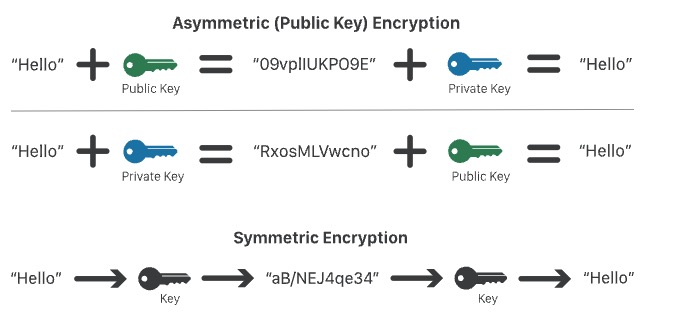 Asymmetric (Public Key) Encryption
“Hello” + Public Key = “09vplIUKPO9E” + Private Key = “Hello”
“Hello” + Private Key = “RxosMLVwcno” + Public Key = “Hello”
Symmetric Encryption
“Hello” Key “aB/NEJ4qe34” Key “Hello”